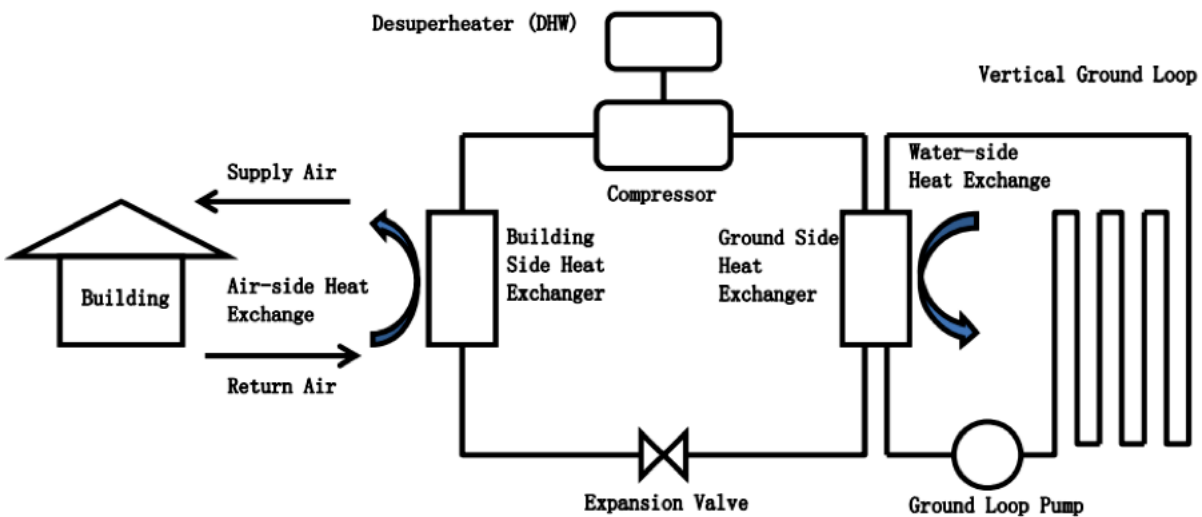 Desuperheater (DHW)
Vertical Ground Loop
Water-side
Heat Exchange
Supply Air
Compressor
Building
Side Heat
Exchanger
Ground Side
Heat
Exchanger
Building
Air-side Heat
Exchange
Return Air
Expansion Valve
Ground Loop Pump